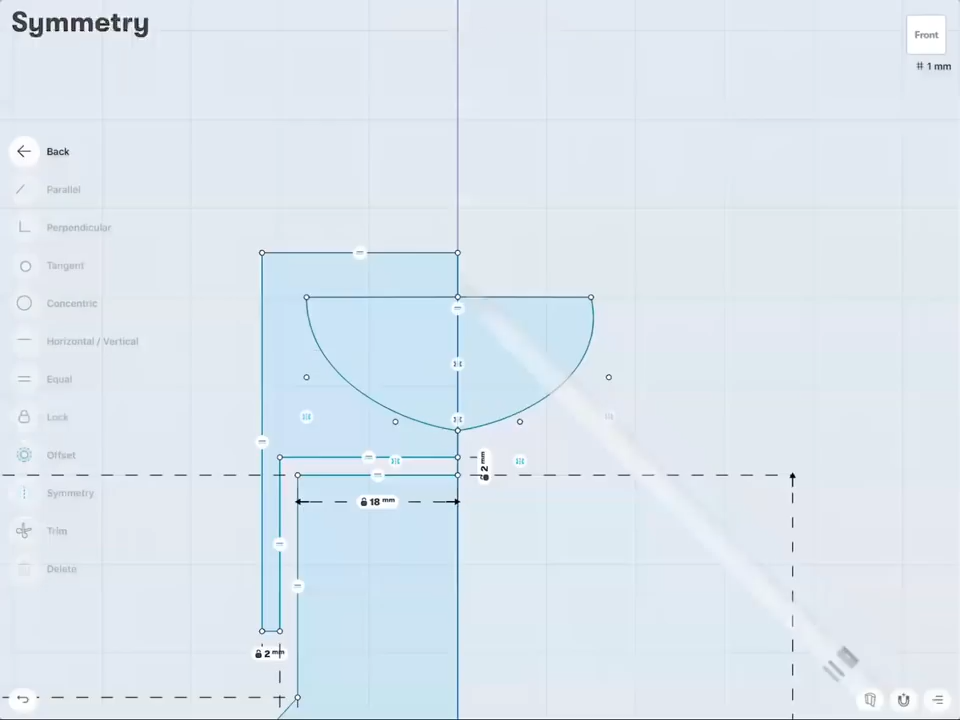 Symmetry
Front
# 1 mm
Back
Parallel
Perpendicular
Tangent
Concentric
Horizontal / Vertical
Equal
Lock
Offset
Symmetry
Trim
Delete
2 mm
18 mm
2 mm